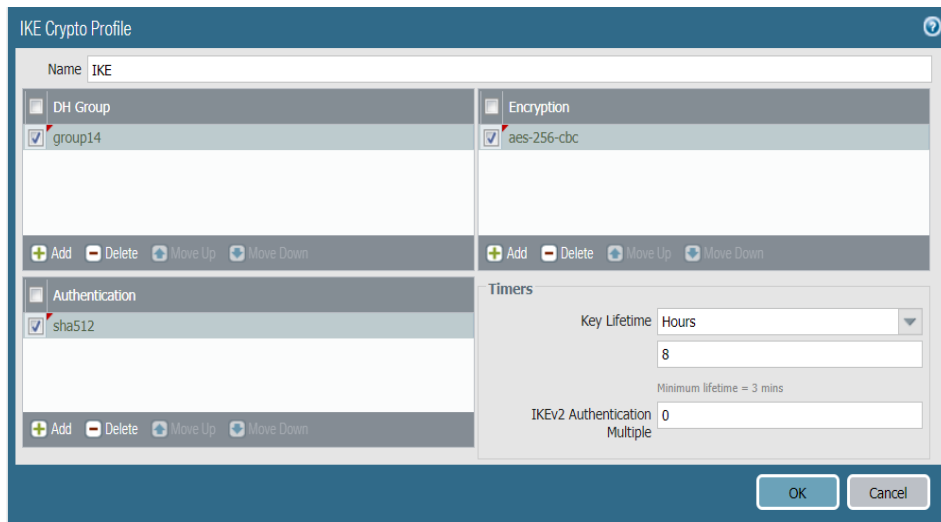 IKE Crypto Profile
Name IKE
DH Group
group14
Add Delete Move Up Move Down
Encryption
aes-256-cbc
Add Delete Move Up Move Down
Authentication
sha512
Add Delete Move Up Move Down
Timers
Key Lifetime Hours
8
Minimum lifetime = 3 mins
IKEv2 Authentication 0
Multiple
OK Cancel